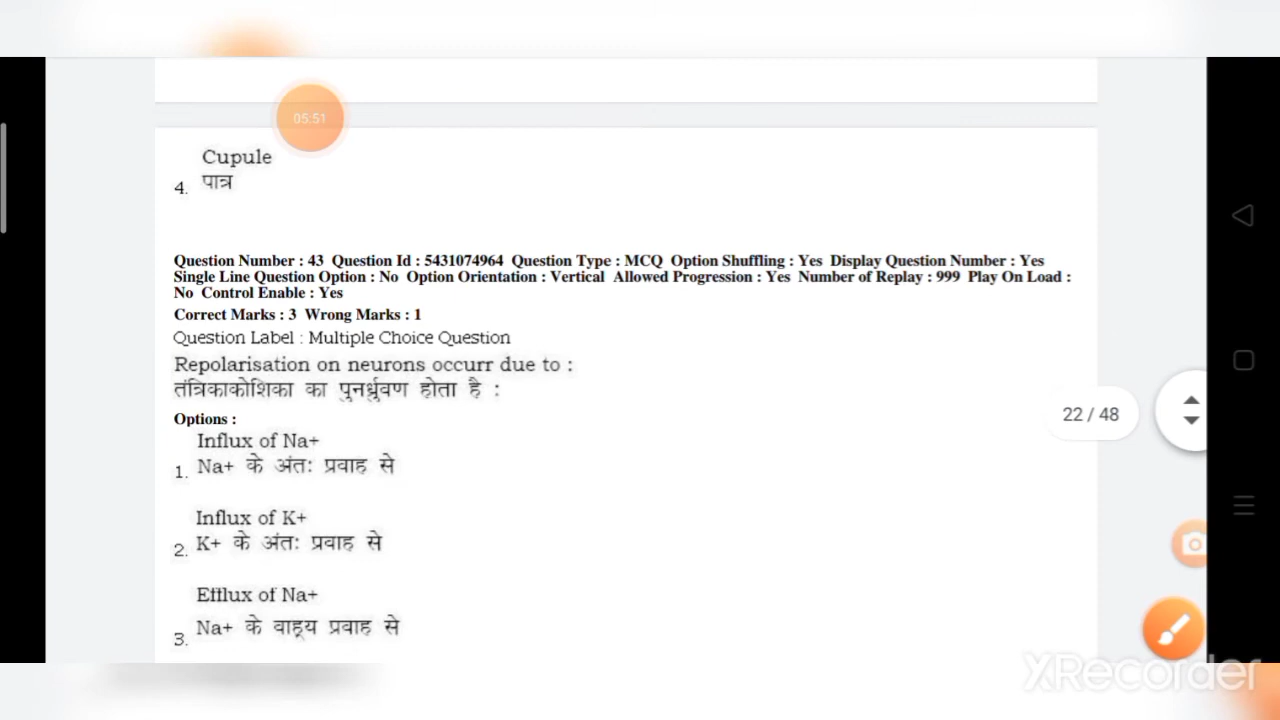 05:51
Cupule
4. पात्र
Question Number : 43 Question Id : 5431074964 Question Type : MCQ Option Shuffling : Yes Display Question Number : Yes
Single Line Question Option : No Option Orientation : Vertical Allowed Progression : Yes Number of Replay : 999 Play On Load :
No Control Enable : Yes
Correct Marks : 3 Wrong Marks : 1
Question Label : Multiple Choice Question
Repolarisation on neurons occurr due to :
तंत्रिकाकोशिका का पुनर्ध्रुवण होता है :
Options :
Influx of Na+
1. Na+ के अंतः प्रवाह से
22 / 48
Influx of K+
2. K+ के अंतः प्रवाह से
Efflux of Na+
3. Na+ के वाह्य प्रवाह से
XRecorder